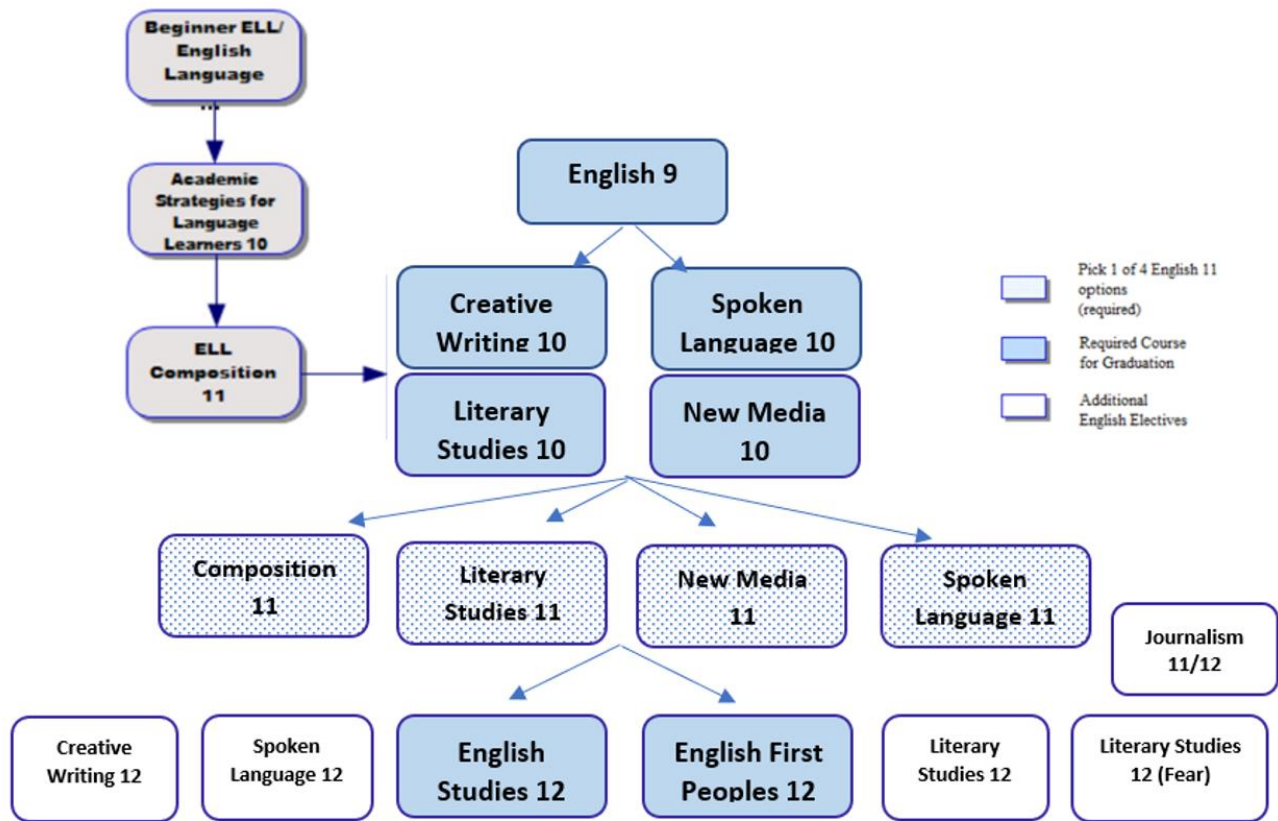 Beginner ELL/
English
Language
...
Academic
Strategies for
Language
Learners 10
ELL
Composition
11
English 9
Creative
Writing 10
Spoken
Language 10
Literary
Studies 10
New Media
10
Pick 1 of 4 English 11
options
(required)
Required Course
for Graduation
Additional
English Electives
Composition
11
Literary
Studies 11
New Media
11
Spoken
Language 11
Journalism
11/12
Creative
Writing 12
Spoken
Language 12
English
Studies 12
English First
Peoples 12
Literary
Studies 12
Literary Studies
12 (Fear)